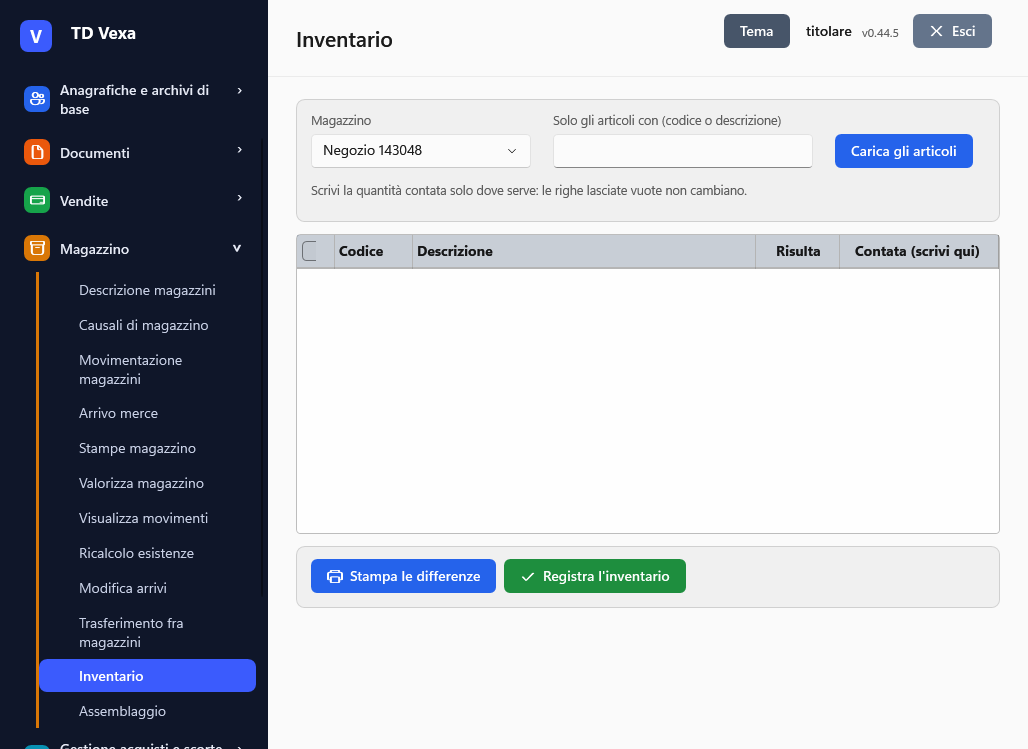 V
TD Vexa
Anagrafiche e archivi di
base
Documenti
Vendite
Magazzino
Descrizione magazzini
Causali di magazzino
Movimentazione
magazzini
Arrivo merce
Stampe magazzino
Valorizza magazzino
Visualizza movimenti
Ricalcolo esistenze
Modifica arrivi
Trasferimento fra
magazzini
Inventario
Assemblaggio
Gestione acquisti e scorte
Inventario
Tema
titolare v0.44.5
Esci
Magazzino
Solo gli articoli con (codice o descrizione)
Negozio 143048
Carica gli articoli
Scrivi la quantità contata solo dove serve: le righe lasciate vuote non cambiano.
Codice Descrizione Risulta Contata (scrivi qui)
Stampa le differenze
Registra l'inventario